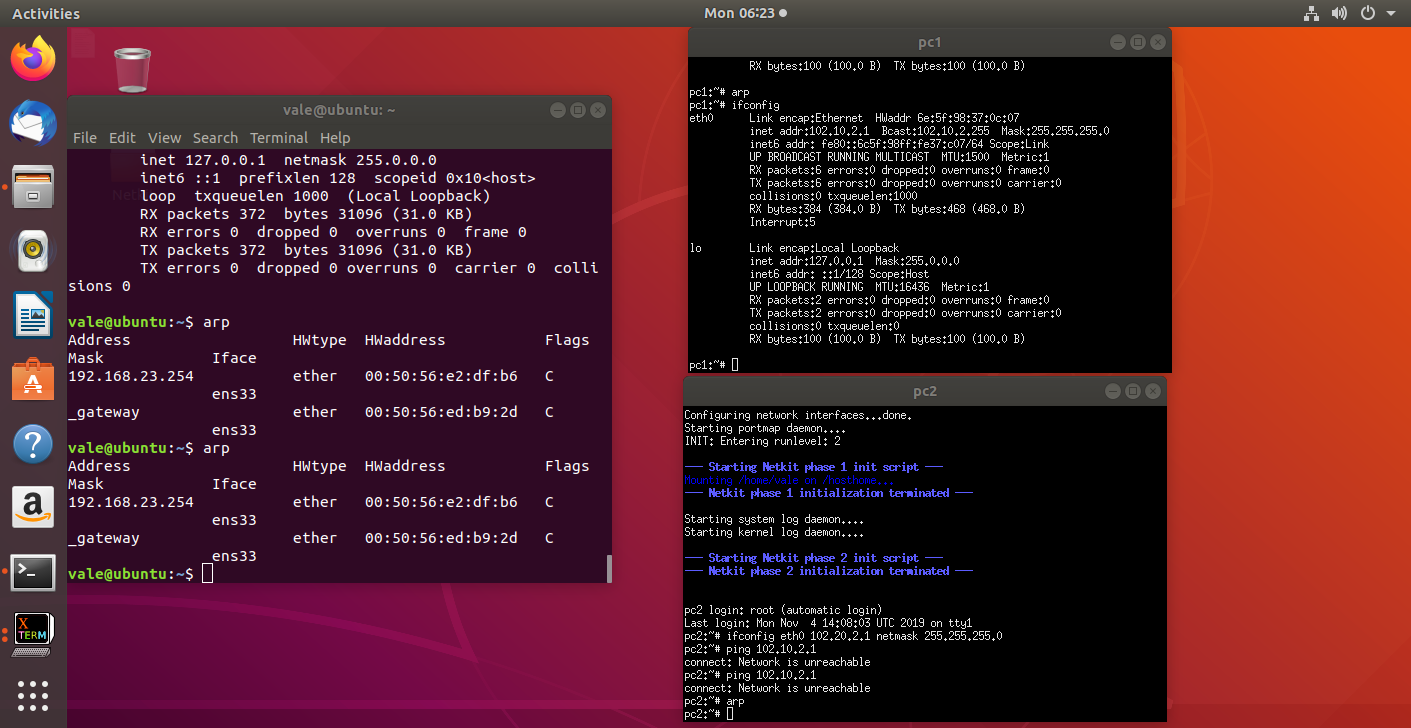 Activities
Mon 06:23
vale@ubuntu: ~
File Edit View Search Terminal Help
inet 127.0.0.1 netmask 255.0.0.0
inet6 ::1 prefixlen 128 scopeid 0x10<host>
loop txqueuelen 1000 (Local Loopback)
RX packets 372 bytes 31096 (31.0 KB)
RX errors 0 dropped 0 overruns 0 frame 0
TX packets 372 bytes 31096 (31.0 KB)
TX errors 0 dropped 0 overruns 0 carrier 0 colli
sions 0
vale@ubuntu:~$ arp
Address HWtype HWaddress Flags
Mask Iface
192.168.23.254 ether 00:50:56:e2:df:b6 C
ens33
_gateway ether 00:50:56:ed:b9:2d C
ens33
vale@ubuntu:~$ arp
Address HWtype HWaddress Flags
Mask Iface
192.168.23.254 ether 00:50:56:e2:df:b6 C
ens33
_gateway ether 00:50:56:ed:b9:2d C
ens33
vale@ubuntu:~$
pc1
RX bytes:100 (100.0 B) TX bytes:100 (100.0 B)
pc1:~# arp
pc1:~# ifconfig
eth0 Link encap:Ethernet HWaddr 6e:5f:98:37:0c:07
inet addr:102.10.2.1 Bcast:102.10.2.255 Mask:255.255.255.0
inet6 addr: fe80::6c5f:98ff:fe37:c07/64 Scope:Link
UP BROADCAST RUNNING MULTICAST MTU:1500 Metric:1
RX packets:6 errors:0 dropped:0 overruns:0 frame:0
TX packets:6 errors:0 dropped:0 overruns:0 carrier:0
collisions:0 txqueuelen:1000
RX bytes:384 (384.0 B) TX bytes:468 (468.0 B)
Interrupt:5
lo Link encap:Local Loopback
inet addr:127.0.0.1 Mask:255.0.0.0
inet6 addr: ::1/128 Scope:Host
UP LOOPBACK RUNNING MTU:16436 Metric:1
RX packets:2 errors:0 dropped:0 overruns:0 frame:0
TX packets:2 errors:0 dropped:0 overruns:0 carrier:0
collisions:0 txqueuelen:0
RX bytes:100 (100.0 B) TX bytes:100 (100.0 B)
pc1:~#
pc2
Configuring network interfaces...done.
Starting portmap daemon....
INIT: Entering runlevel: 2
--- Starting Netkit phase 1 init script ---
Mounting /home/vale on /hosthome...
--- Netkit phase 1 initialization terminated ---
Starting system log daemon....
Starting kernel log daemon....
--- Starting Netkit phase 2 init script ---
--- Netkit phase 2 initialization terminated ---
pc2 login: root (automatic login)
Last login: Mon Nov 4 14:08:03 UTC 2019 on tty1
pc2:~# ifconfig eth0 102.20.2.1 netmask 255.255.255.0
pc2:~# ping 102.10.2.1
connect: Network is unreachable
pc2:~# ping 102.10.2.1
connect: Network is unreachable
pc2:~# arp
pc2:~#
X
TERM